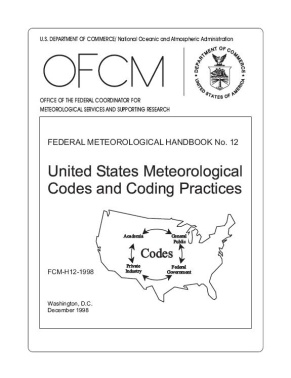 U.S. DEPARTMENT OF COMMERCE/ National Oceanic and Atmospheric Administration
OFCM
DEPARTMENT OF COMMERCE
UNITED STATES OF AMERICA
OFFICE OF THE FEDERAL COORDINATOR FOR
METEOROLOGICAL SERVICES AND SUPPORTING RESEARCH
FEDERAL METEOROLOGICAL HANDBOOK No. 12
United States Meteorological
Codes and Coding Practices
Academia
General
Public
Codes
Private
Industry
Federal
Government
FCM-H12-1998
Washington, D.C.
December 1998